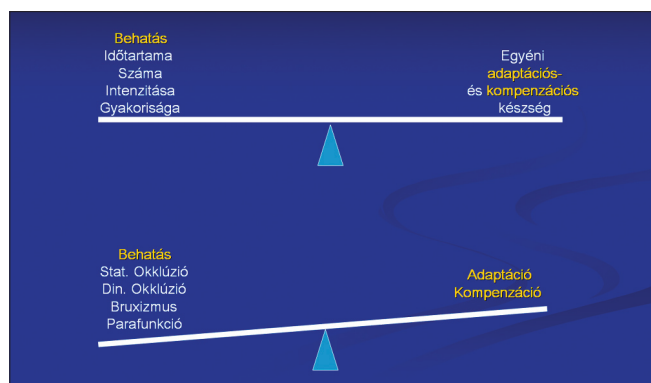 Behatás
Időtartama
Száma
Intenzitása
Gyakorisága
Egyéni
adaptációs-
és kompenzációs
készség
Behatás
Stat. Okklúzió
Din. Okklúzió
Bruxizmus
Parafunkció
Adaptáció
Kompenzáció